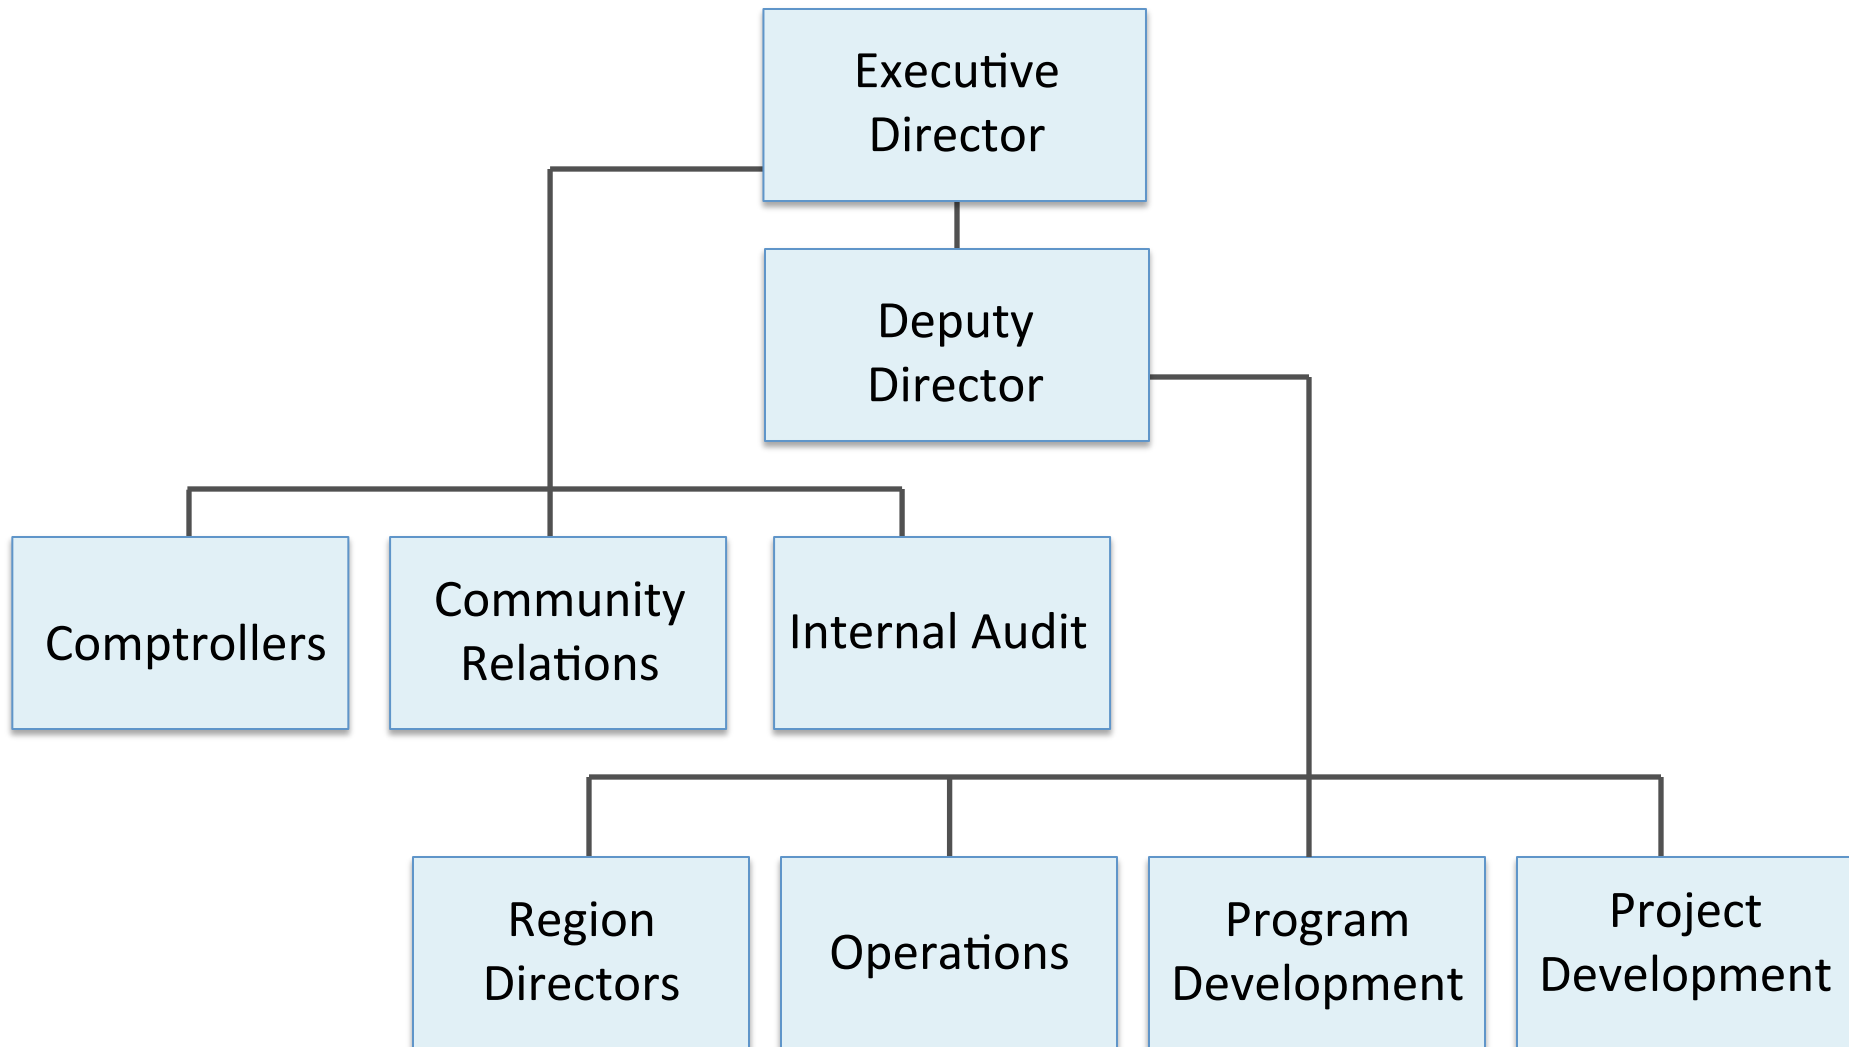 Executive
Director
Deputy
Director
Comptrollers
Community
Relations
Internal Audit
Region
Directors
Operations
Program
Development
Project
Development